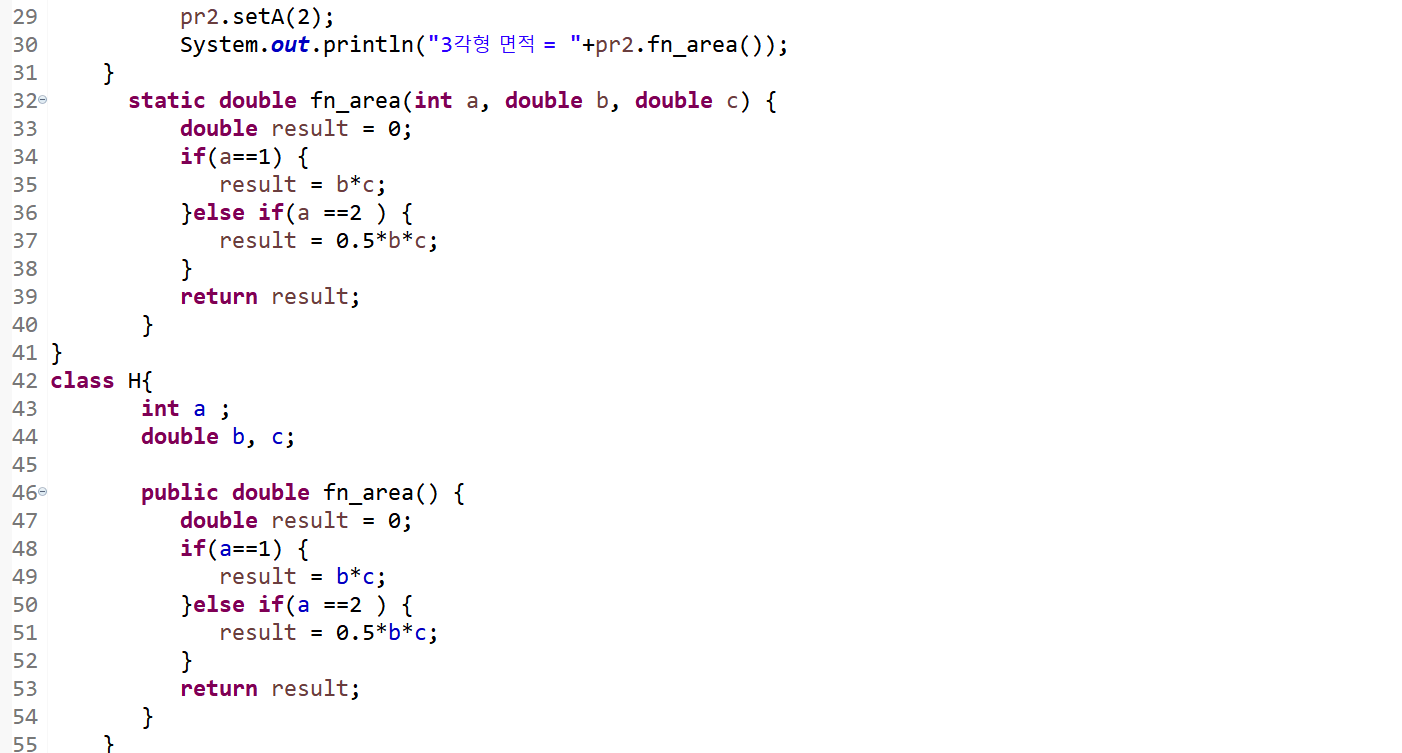 29 pr2.setA(2);
30 System.out.println("3각형 면적 = "+pr2.fn_area());
31 }
32 static double fn_area(int a, double b, double c) {
33 double result = 0;
34 if(a==1) {
35 result = b*c;
36 }else if(a ==2 ) {
37 result = 0.5*b*c;
38 }
39 return result;
40 }
41 }
42 class H{
43 int a ;
44 double b, c;
45
46 public double fn_area() {
47 double result = 0;
48 if(a==1) {
49 result = b*c;
50 }else if(a ==2 ) {
51 result = 0.5*b*c;
52 }
53 return result;
54 }
55 }